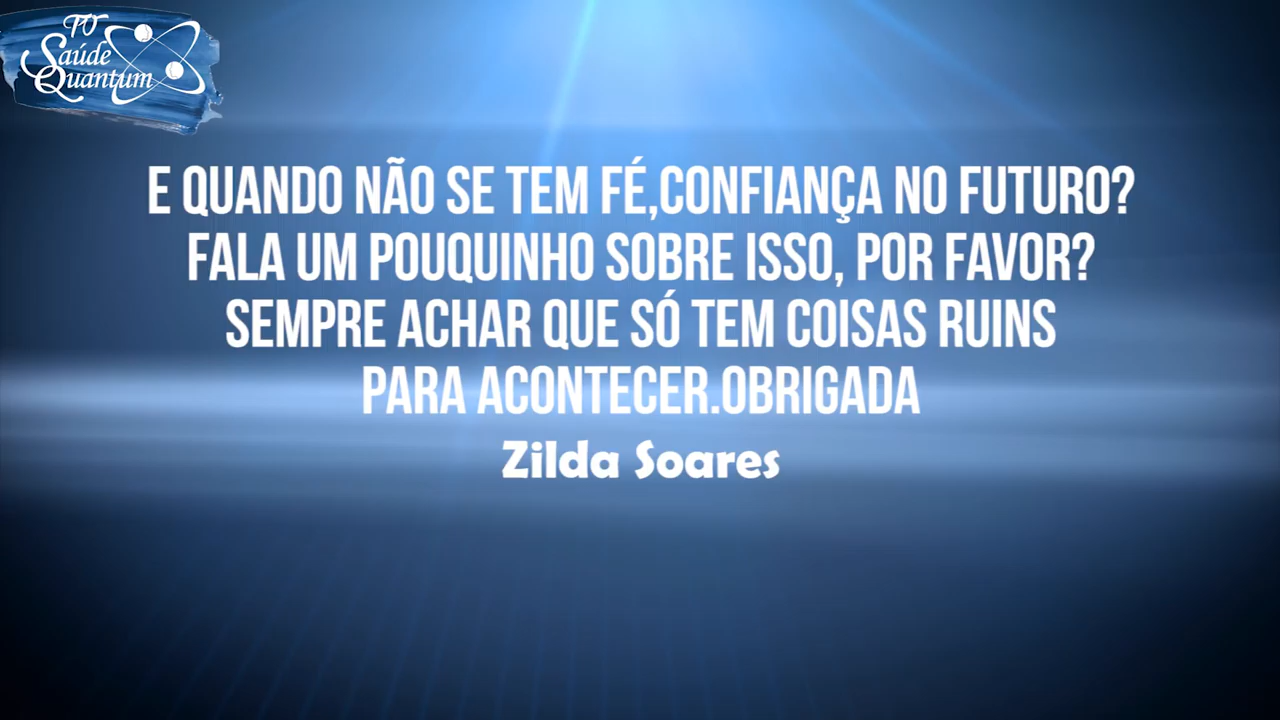 TV
Saúde
Quantum
E QUANDO NÃO SE TEM FÉ,CONFIANÇA NO FUTURO?
FALA UM POUQUINHO SOBRE ISSO, POR FAVOR?
SEMPRE ACHAR QUE SÓ TEM COISAS RUINS
PARA ACONTECER.OBRIGADA
Zilda Soares